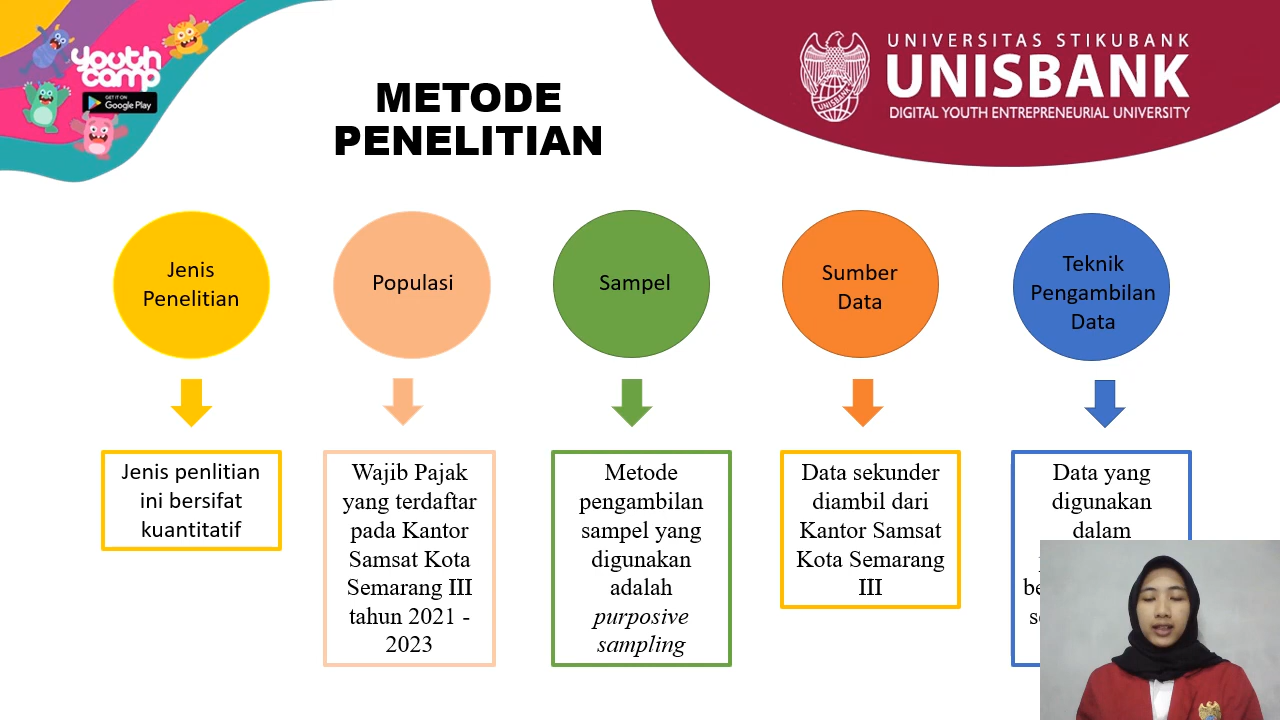 youth
camp
GET IT ON
Google Play
METODE
PENELITIAN
UNIVERSITAS STIKUBANK
UNISBANK
DIGITAL YOUTH ENTREPRENEURIAL UNIVERSITY
UNISBANK
Jenis
Penelitian
Populasi
Sampel
Sumber
Data
Teknik
Pengambilan
Data
Jenis penlitian
ini bersifat
kuantitatif
Wajib Pajak
yang terdaftar
pada Kantor
Samsat Kota
Semarang III
tahun 2021 -
2023
Metode
pengambilan
sampel yang
digunakan
adalah
purposive
sampling
Data sekunder
diambil dari
Kantor Samsat
Kota Semarang
III
Data yang
digunakan
dalam